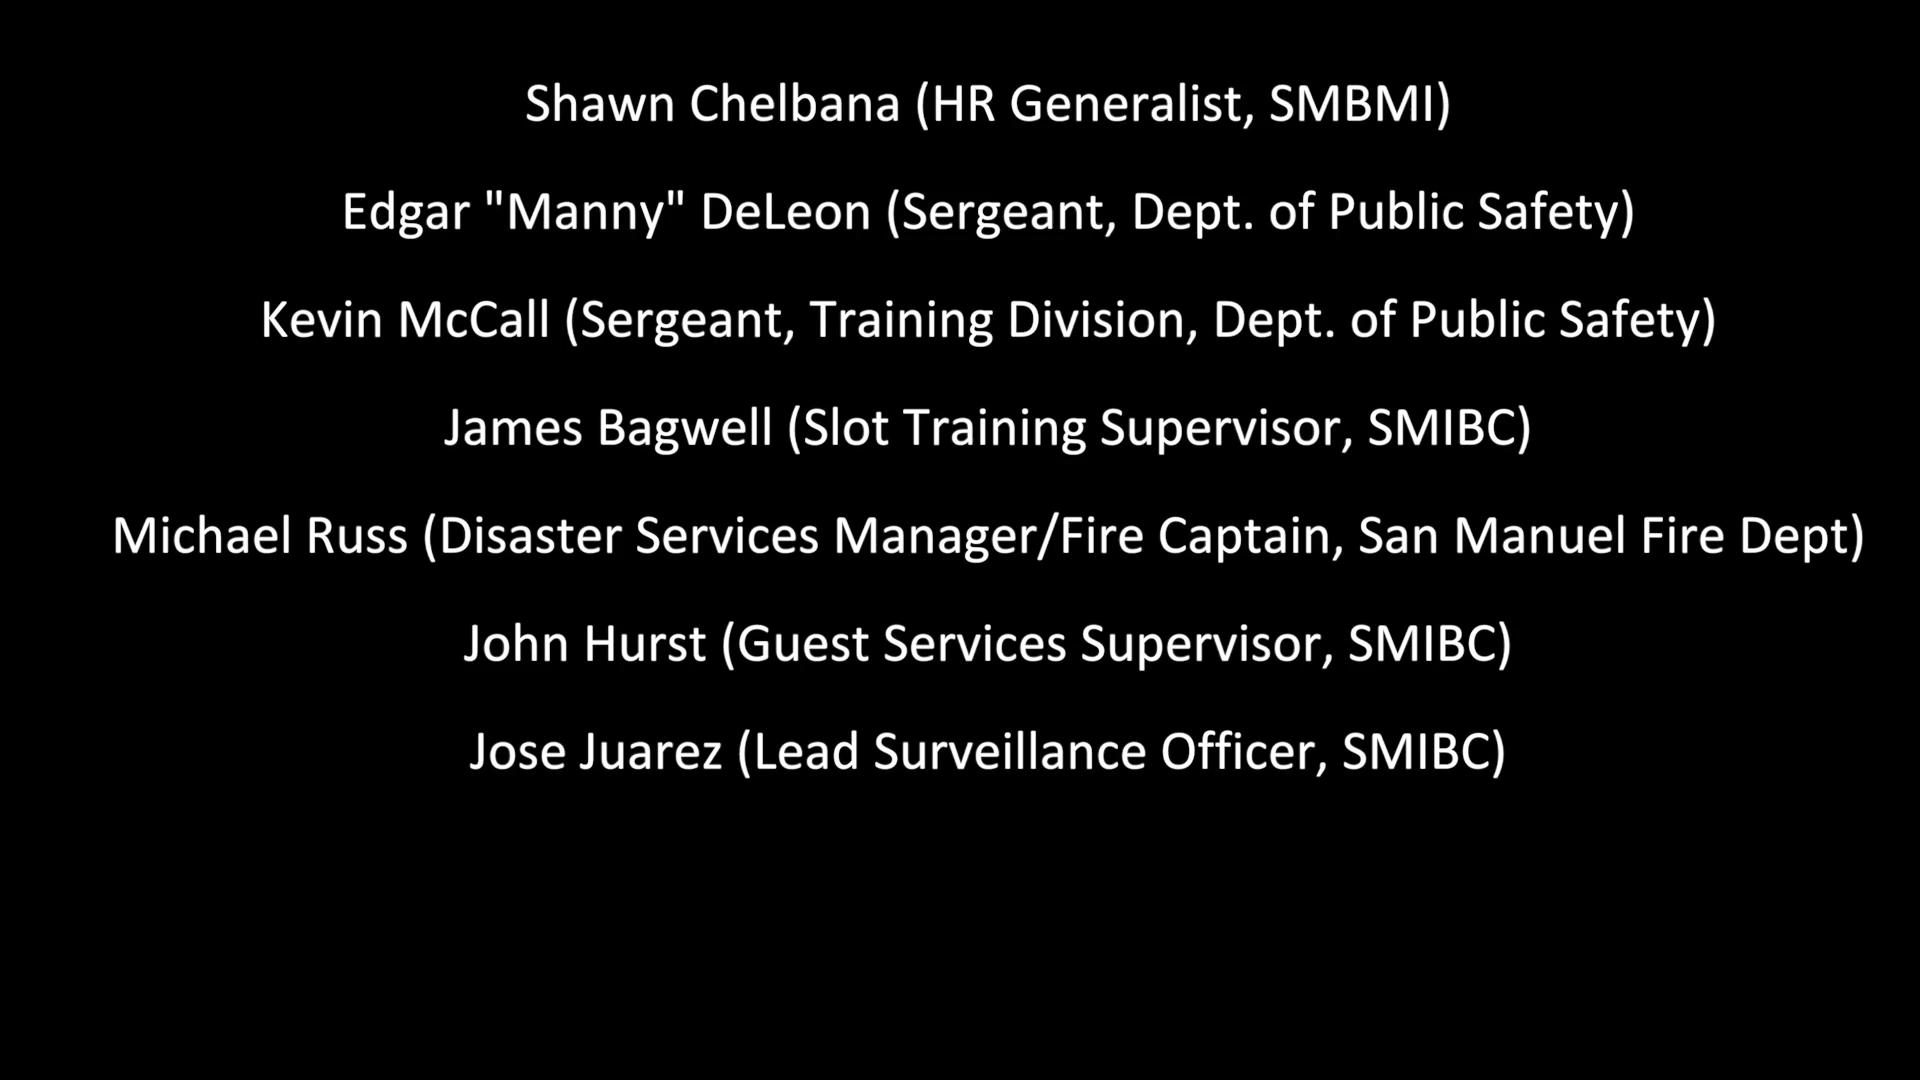 Shawn Chelbana (HR Generalist, SMBMI)
Edgar "Manny" DeLeon (Sergeant, Dept. of Public Safety)
Kevin McCall (Sergeant, Training Division, Dept. of Public Safety)
James Bagwell (Slot Training Supervisor, SMIBC)
Michael Russ (Disaster Services Manager/Fire Captain, San Manuel Fire Dept)
John Hurst (Guest Services Supervisor, SMIBC)
Jose Juarez (Lead Surveillance Officer, SMIBC)